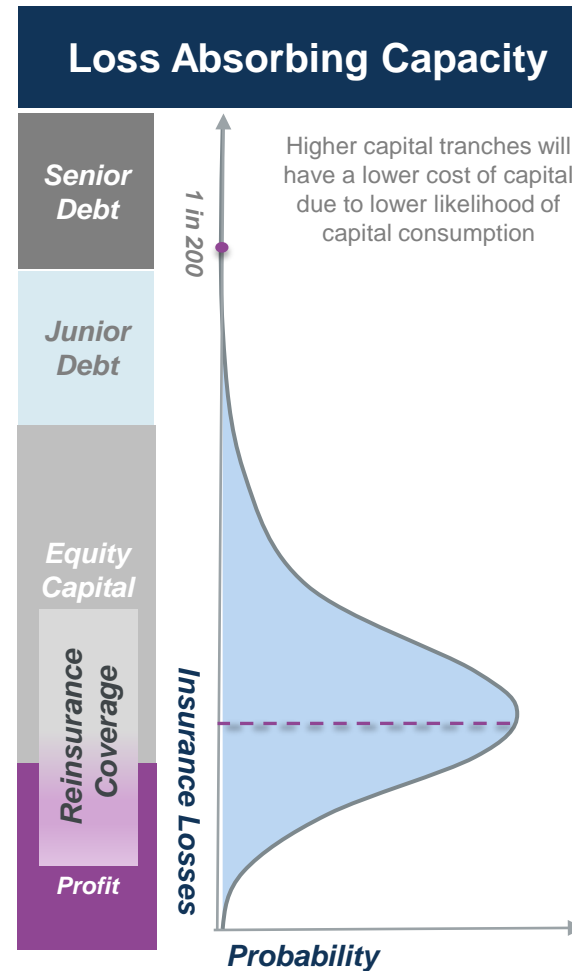 Loss Absorbing Capacity
Senior
Debt
1 in 200
Higher capital tranches will
have a lower cost of capital
due to lower likelihood of
capital consumption
Junior
Debt
Equity
Capital
Reinsurance
Coverage
Profit
Insurance Losses
Probability